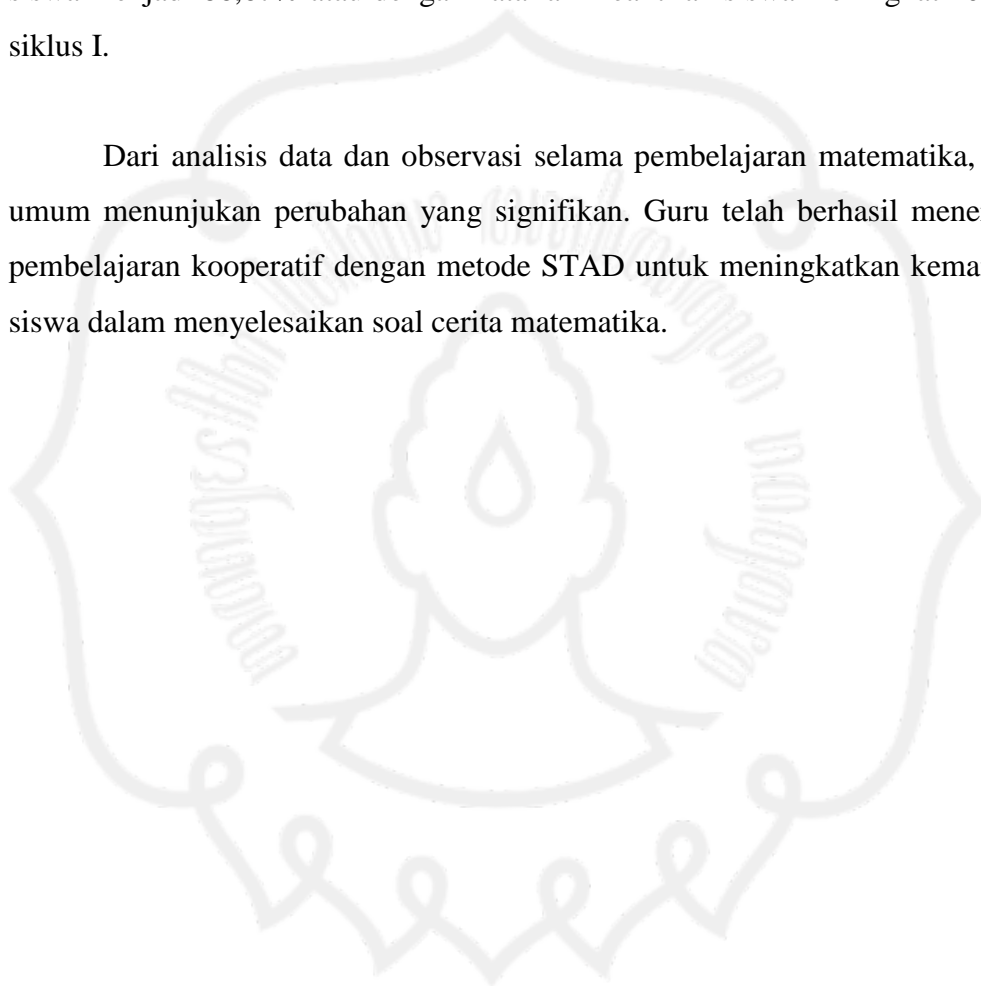 siklus I.
Dari analisis data dan observasi selama pembelajaran matematika,
umum menunjukan perubahan yang signifikan. Guru telah berhasil mene
pembelajaran kooperatif dengan metode STAD untuk meningkatkan kema
siswa dalam menyelesaikan soal cerita matematika.